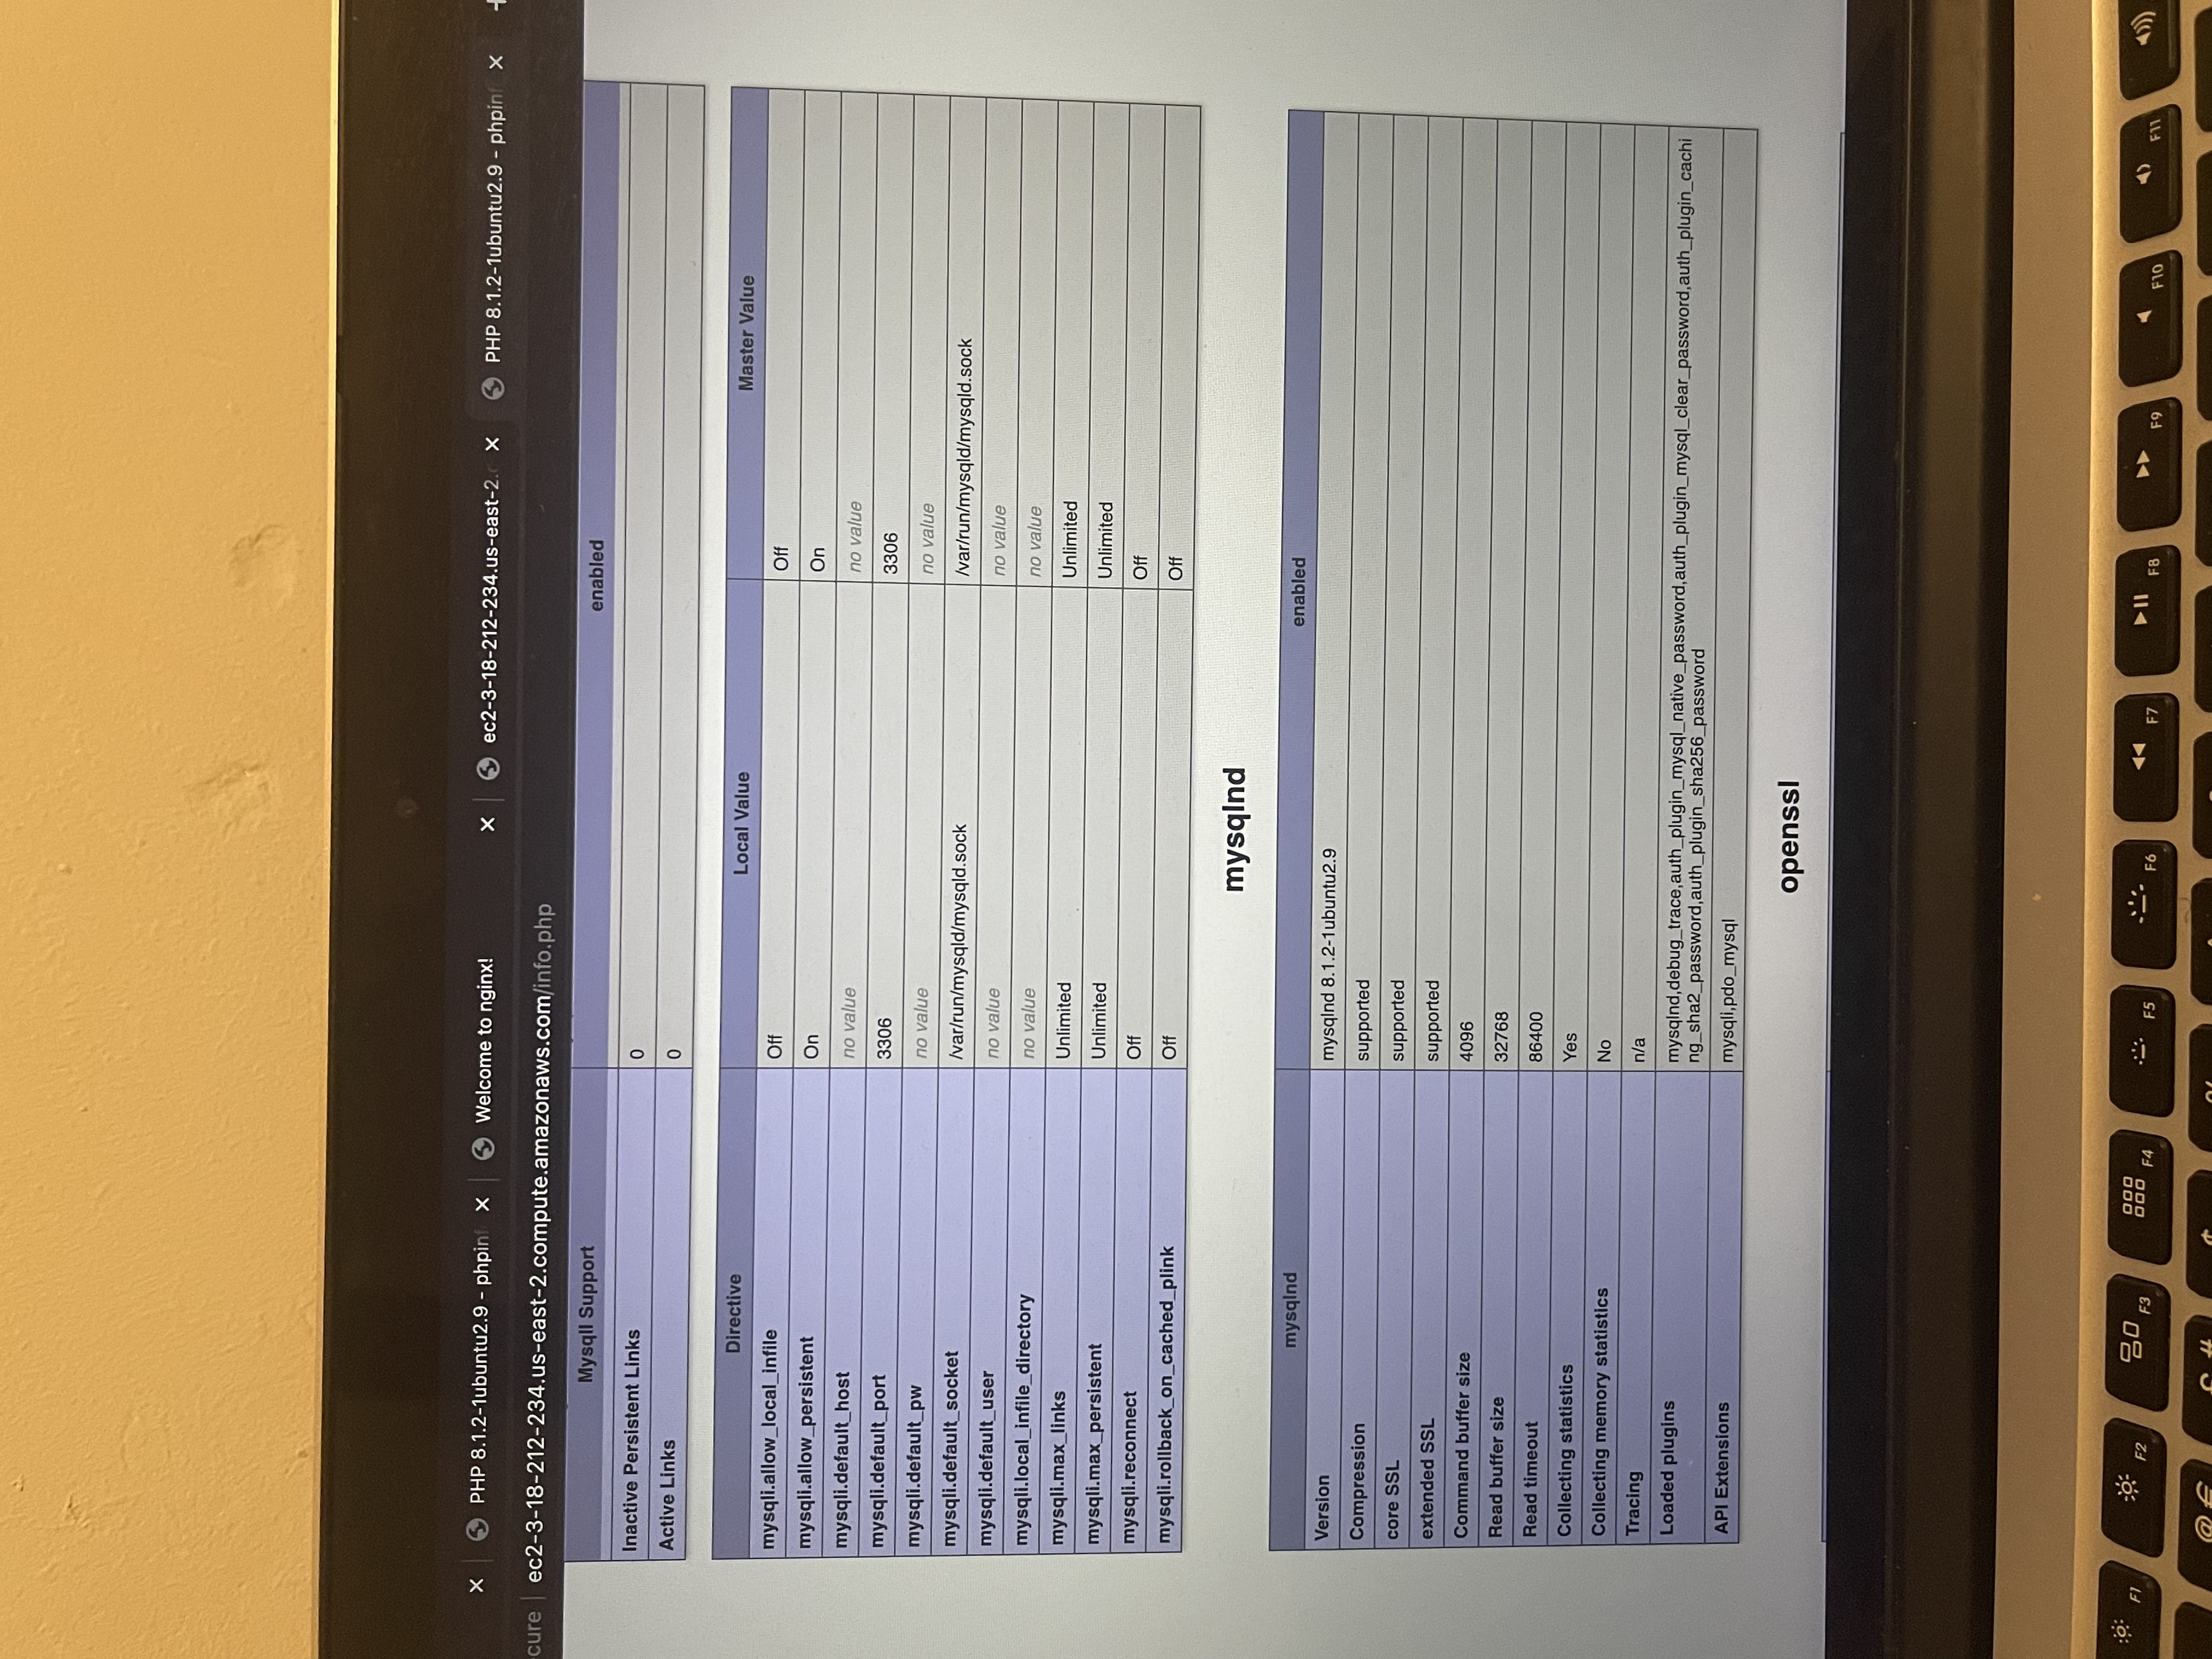 PHP 8.1.2-1ubuntu2.9 - phpinf
Welcome to nginx!
ec2-3-18-212-234.us-east-2.c
PHP 8.1.2-1ubuntu2.9 - phpinf
cure ec2-3-18-212-234.us-east-2.compute.amazonaws.com/info.php
MysqlI Support enabled
Inactive Persistent Links 0
Active Links 0
Directive Local Value Master Value
mysqli.allow_local_infile Off Off
mysqli.allow_persistent On On
mysqli.default_host no value no value
mysqli.default_port 3306 3306
mysqli.default_pw no value no value
mysqli.default_socket /var/run/mysqld/mysqld.sock /var/run/mysqld/mysqld.sock
mysqli.default_user no value no value
mysqli.local_infile_directory no value no value
mysqli.max_links Unlimited Unlimited
mysqli.max_persistent Unlimited Unlimited
mysqli.reconnect Off Off
mysqli.rollback_on_cached_plink Off Off
mysqlnd
mysqlnd enabled
Version mysqlnd 8.1.2-1ubuntu2.9
Compression supported
core SSL supported
extended SSL supported
Command buffer size 4096
Read buffer size 32768
Read timeout 86400
Collecting statistics Yes
Collecting memory statistics No
Tracing n/a
Loaded plugins mysqlnd,debug_trace,auth_plugin_mysql_native_password,auth_plugin_mysql_clear_password,auth_plugin_cachi
ng_sha2_password,auth_plugin_sha256_password
API Extensions mysqli,pdo_mysql
openssl
F1 F2 F3 F4 F5 F6 F7 F8 F9 F10 F11
@ € #